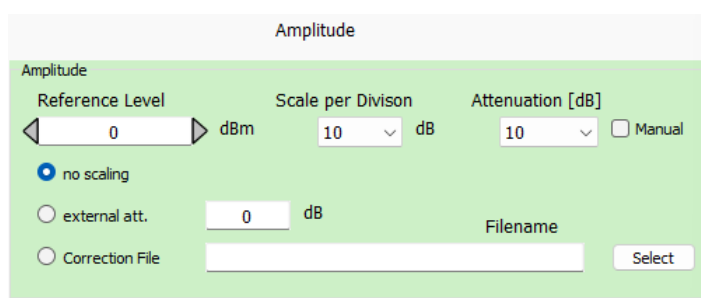 Amplitude
Amplitude
Reference Level Scale per Divison Attenuation [dB]
0 dBm 10 dB 10 Manual
no scaling
external att. 0 dB
Filename
Correction File Select